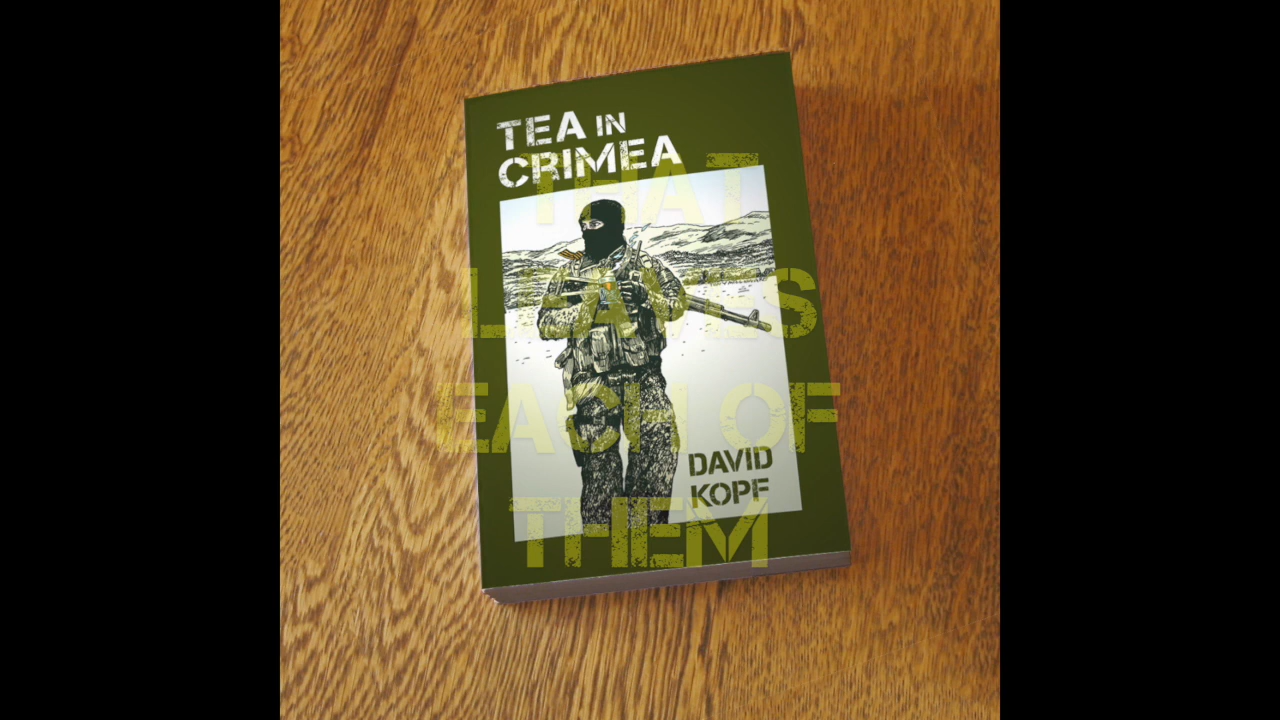 TEA IN
CRIMEA
THAT
LEAVES
EACH OF
THEM
DAVID
KOPF